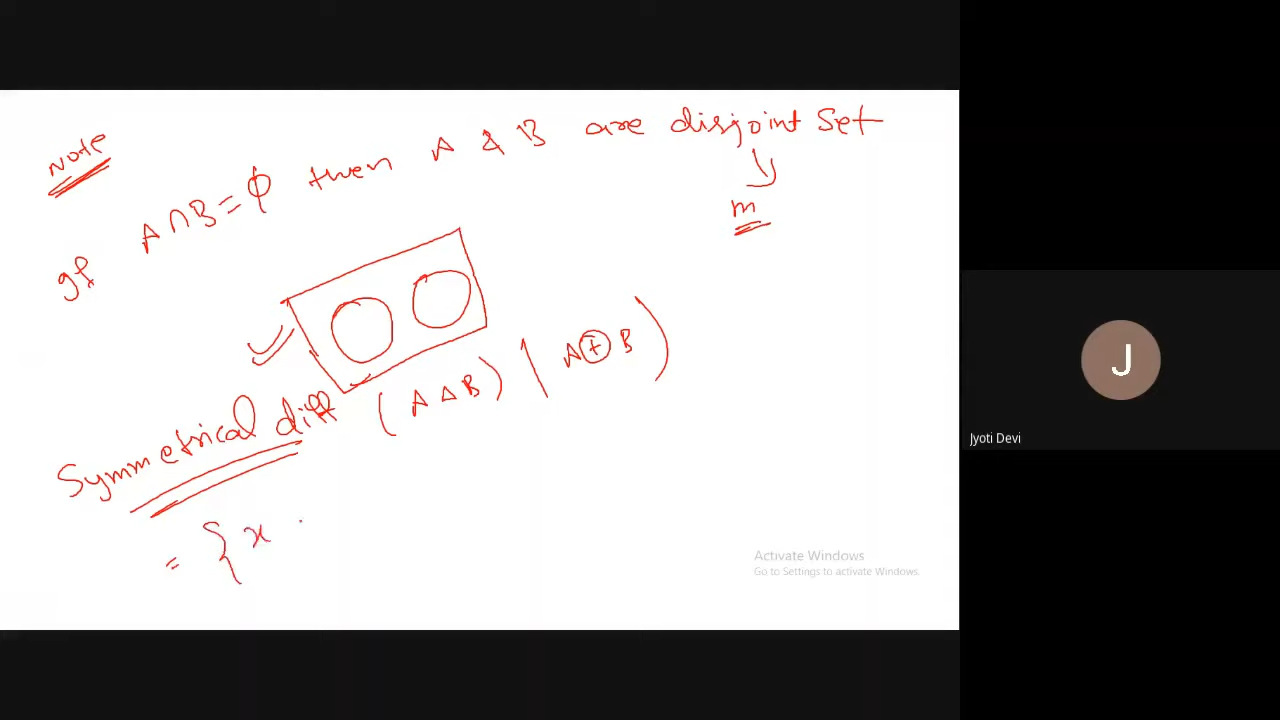 Note
If A∩B = ϕ then A & B are disjoint Set
m
Symmetrical diff (A Δ B) | A ⊕ B )
= { x
Activate Windows
Go to Settings to activate Windows.
J
Jyoti Devi